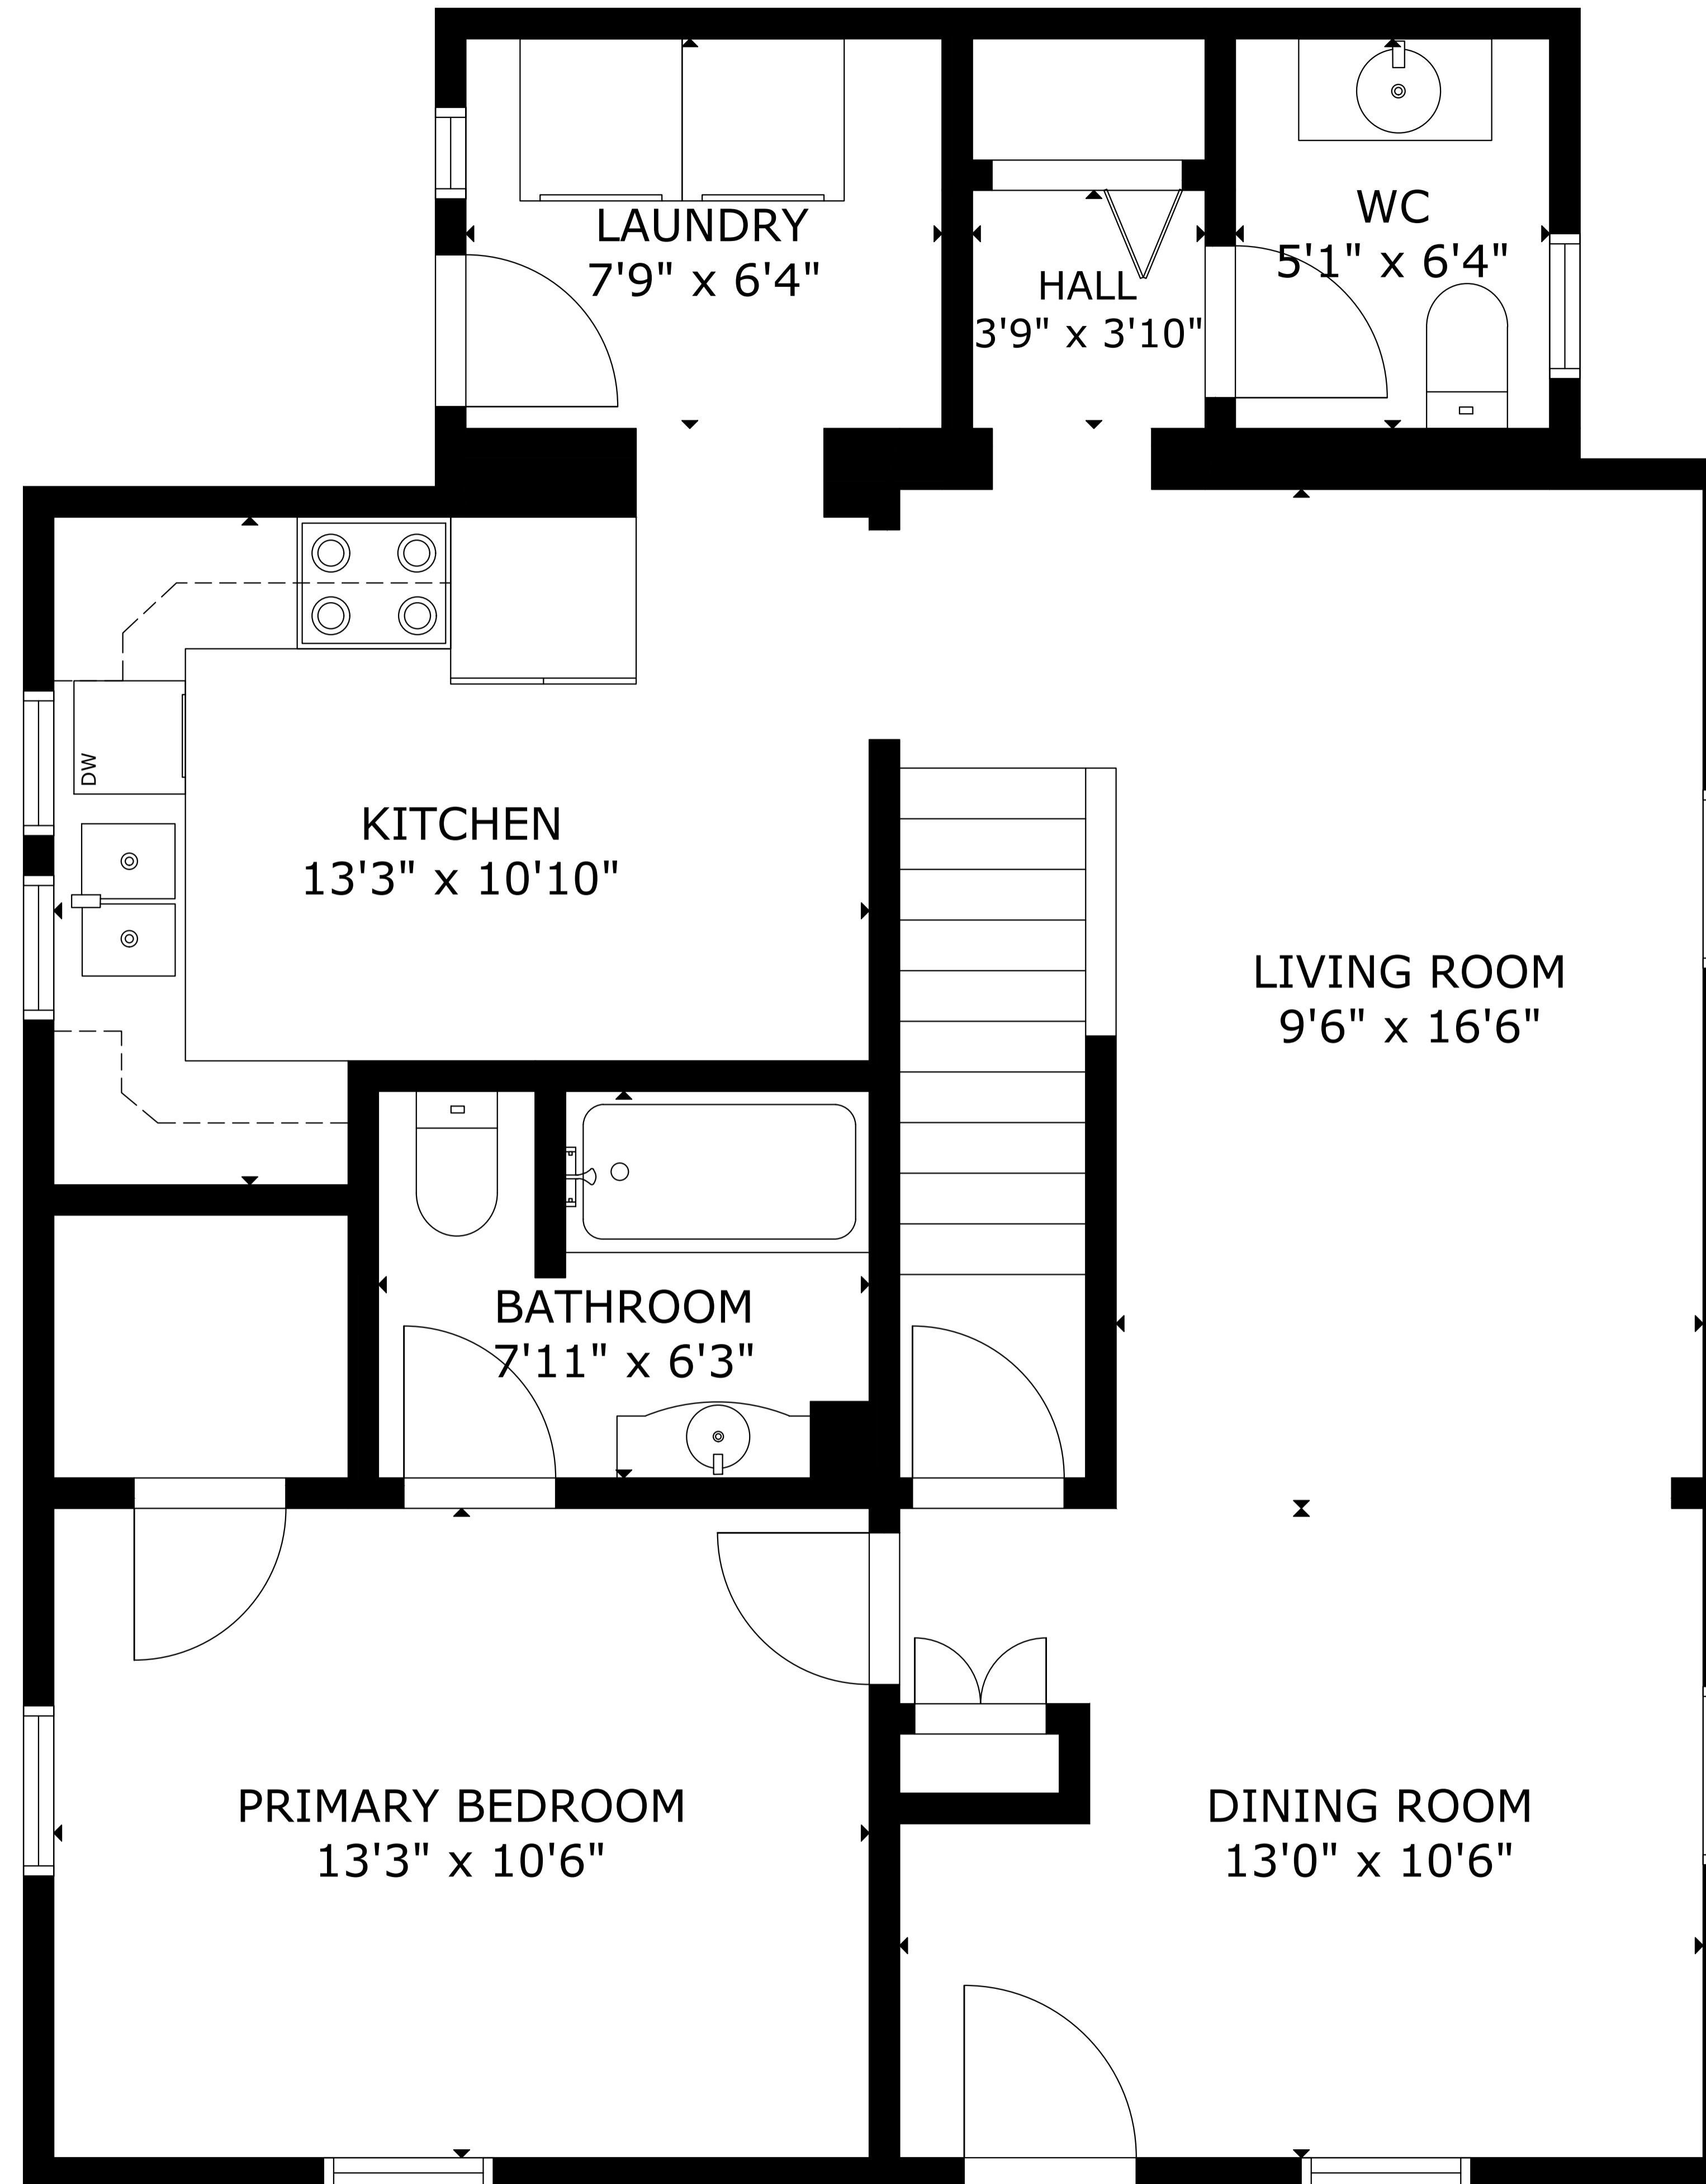 LAUNDRY
7'9" x 6'4"
WC
5'1" x 6'4"
HALL
3'9" x 3'10"
DW
KITCHEN
13'3" x 10'10"
LIVING ROOM
9'6" x 16'6"
BATHROOM
7'11" x 6'3"
PRIMARY BEDROOM
13'3" x 10'6"
DINING ROOM
13'0" x 10'6"